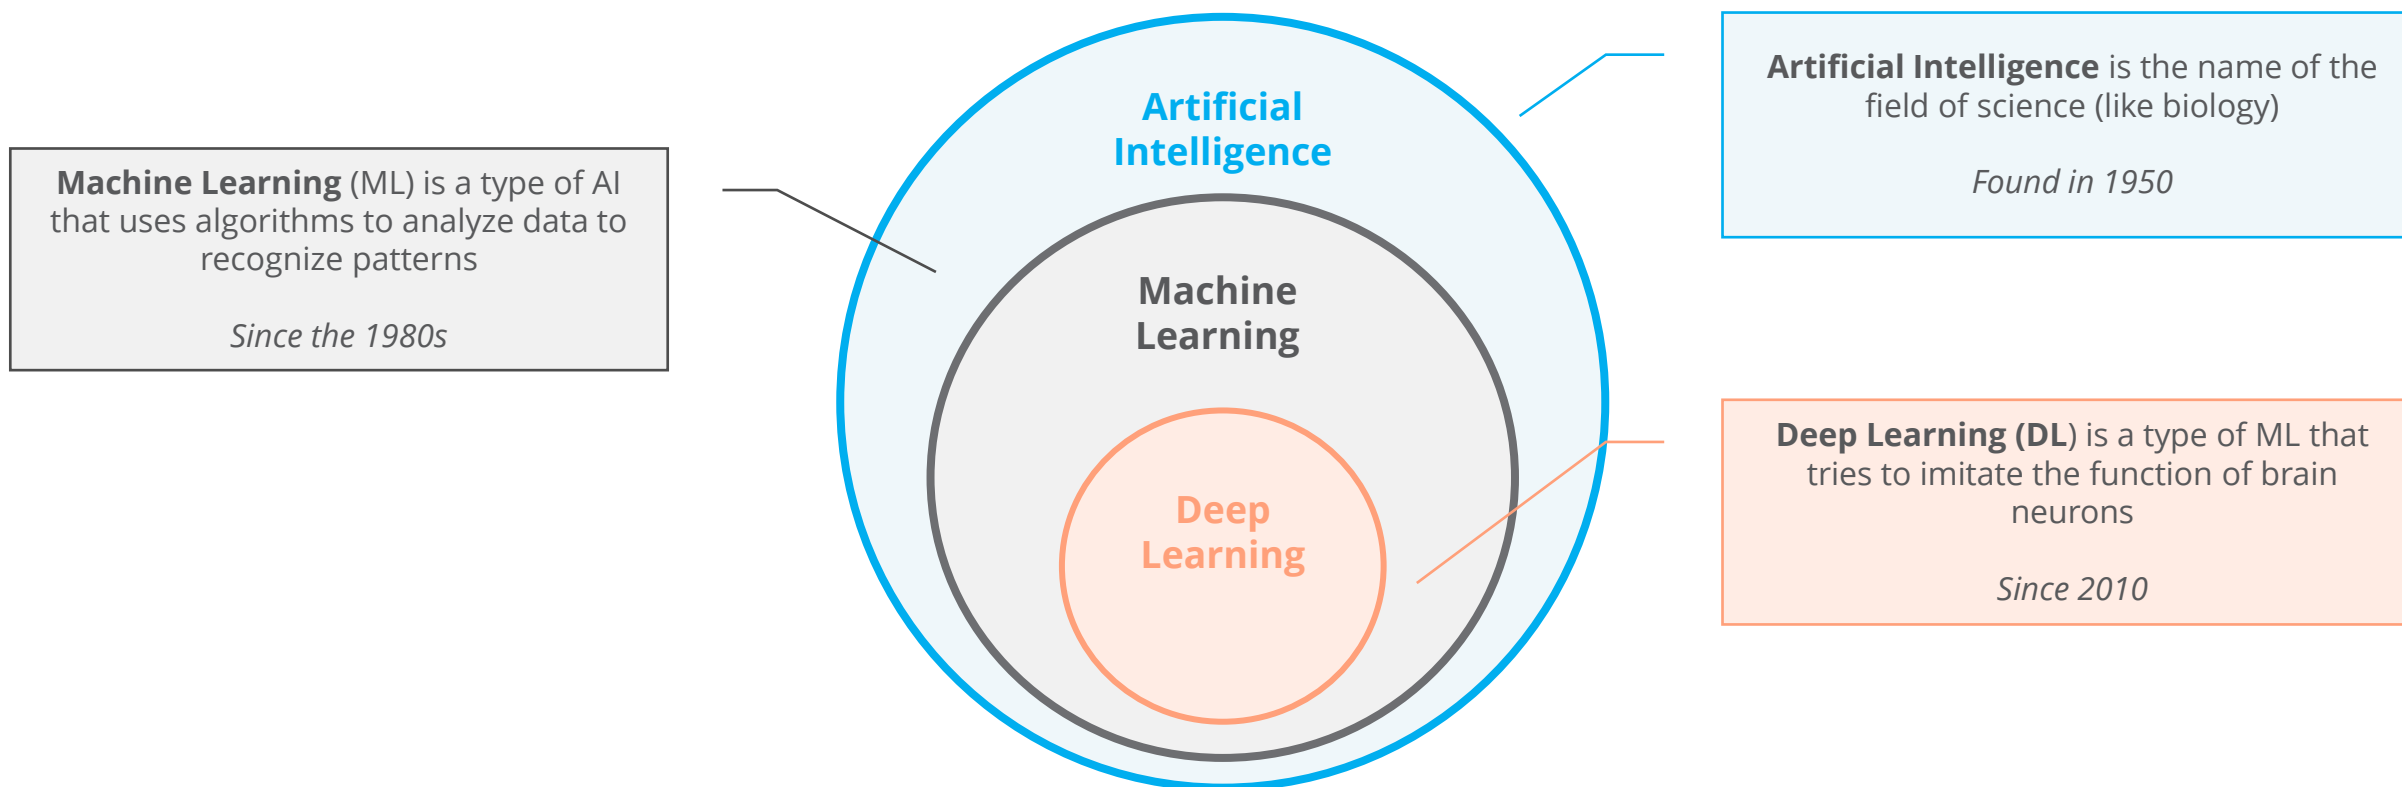 Machine Learning (ML) is a type of AI
that uses algorithms to analyze data to
recognize patterns
Since the 1980s
Artificial
Intelligence
Machine
Learning
Deep
Learning
Artificial Intelligence is the name of the
field of science (like biology)
Found in 1950
Deep Learning (DL) is a type of ML that
tries to imitate the function of brain
neurons
Since 2010